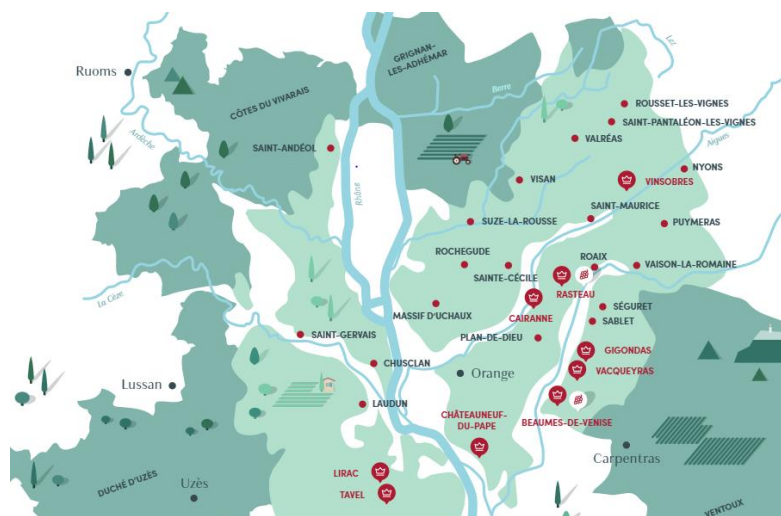 GRIGNAN-
LES-ADHÉMAR
Lez
Ruoms
Berre
CÔTES DU VIVARAIS
ROUSSET-LES-VIGNES
SAINT-PANTALÉON-LES-VIGNES
Ardèche
VALRÉAS
Aigues
SAINT-ANDÉOL
NYONS
Rhône
VISAN
VINSOBRES
SAINT-MAURICE
SUZE-LA-ROUSSE
PUYMERAS
ROCHEGUDE
ROAIX
VAISON-LA-ROMAINE
SAINTE-CÉCILE
RASTEAU
La Cèze
MASSIF D'UCHAUX
CAIRANNE
SÉGURET
SABLET
SAINT-GERVAIS
PLAN-DE-DIEU
GIGONDAS
CHUSCLAN
VACQUEYRAS
Orange
Lussan
LAUDUN
CHÂTEAUNEUF-
DU-PAPE
BEAUMES-DE-VENISE
Carpentras
LIRAC
DUCHÉ D'UZÈS
Uzès
TAVEL
VENTOUX